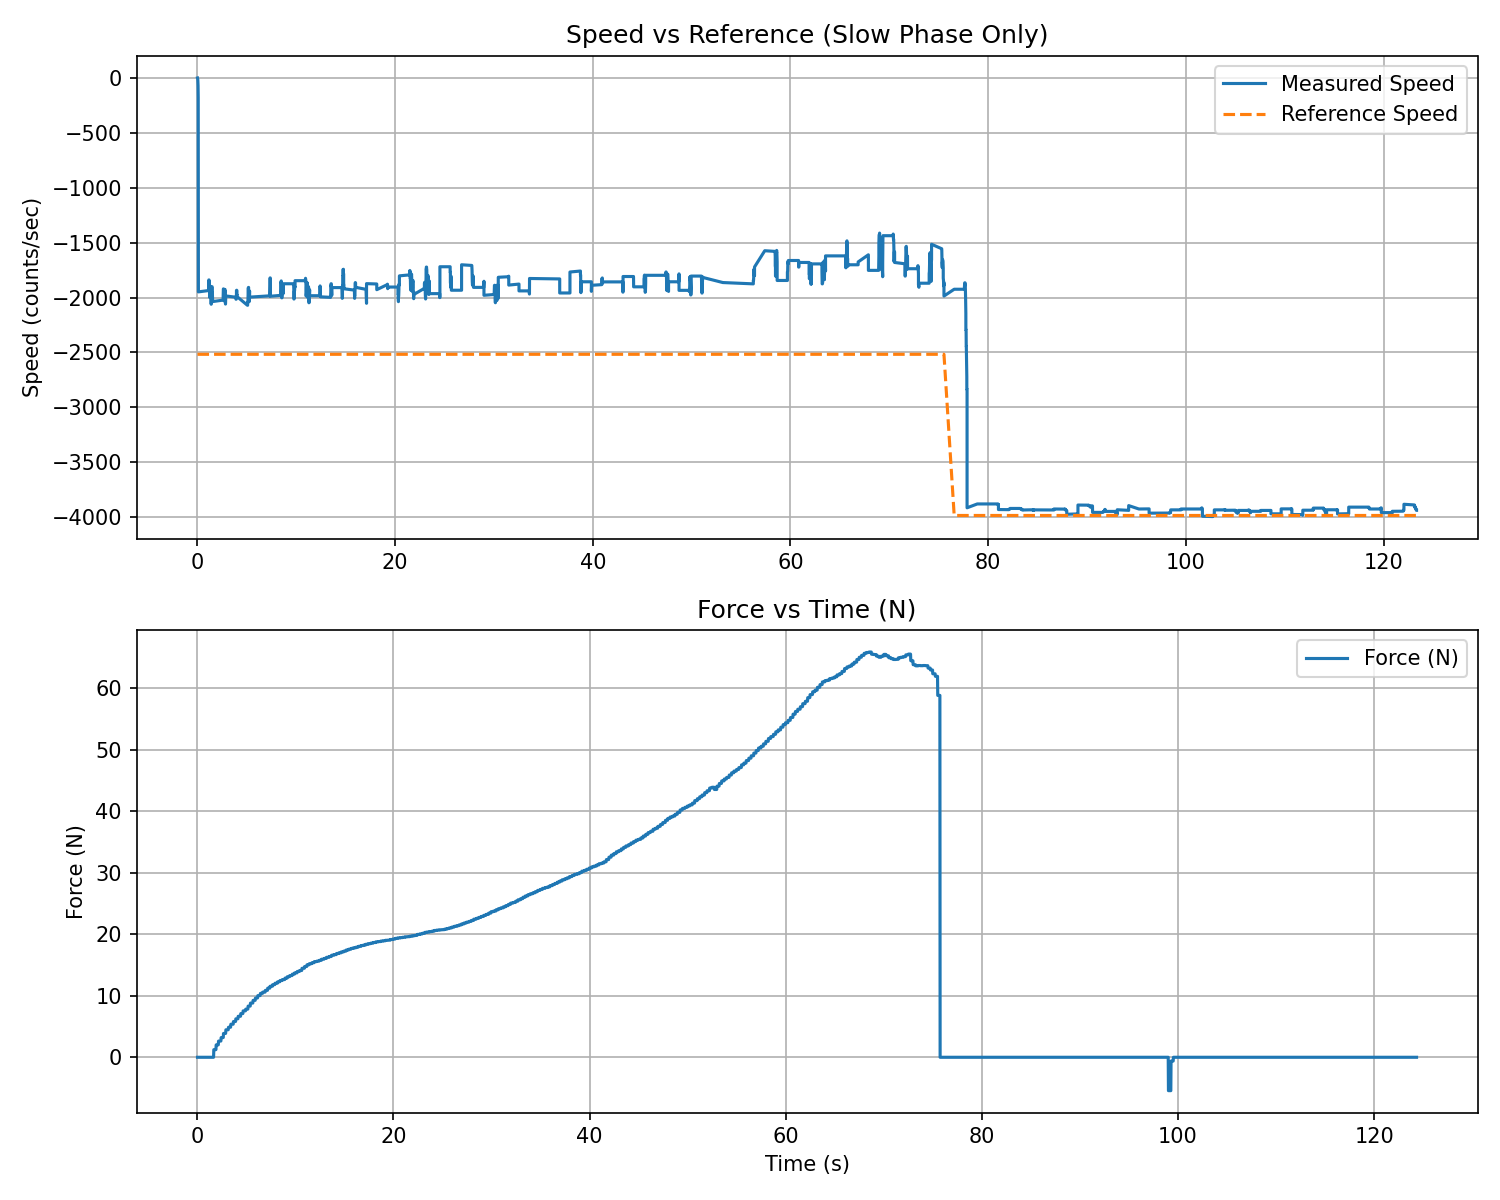 Speed vs Reference (Slow Phase Only)
Speed (counts/sec)
0
−500
−1000
−1500
−2000
−2500
−3000
−3500
−4000
Measured Speed
Reference Speed
0 20 40 60 80 100 120
Force vs Time (N)
Force (N)
60
50
40
30
20
10
0
Force (N)
0 20 40 60 80 100 120
Time (s)